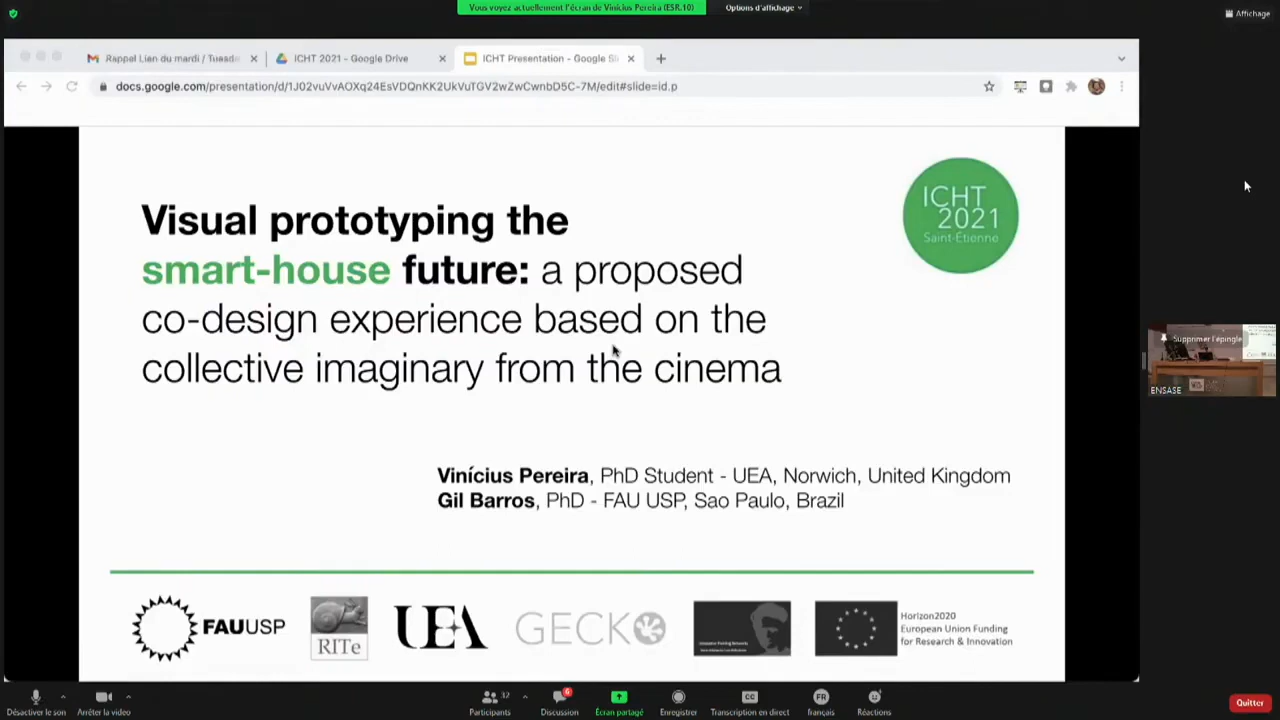 Vous voyez actuellement l'écran de Vinícius Pereira (ESR.10)
Options d'affichage
Affichage
Rappel Lien du mardi / Tuesd
ICHT 2021 - Google Drive
ICHT Presentation - Google Sl
docs.google.com/presentation/d/1J02vuVvAOXq24EsVDQnKK2UkVuTGV2wZwCwnbD5C-7M/edit#slide=id.p
ICHT
2021
Saint-Étienne
Visual prototyping the
smart-house future: a proposed
co-design experience based on the
collective imaginary from the cinema
Supprimer l'épingle
ENSASE
Vinícius Pereira, PhD Student - UEA, Norwich, United Kingdom
Gil Barros, PhD - FAU USP, Sao Paulo, Brazil
FAUUSP
RITe
UEA
GECKO
Horizon2020
European Union Funding
for Research & Innovation
Désactiver le son
Arrêter la vidéo
Participants
32
Discussion
6
Écran partagé
Enregistrer
CC
Transcription en direct
FR
français
Réactions
Quitter